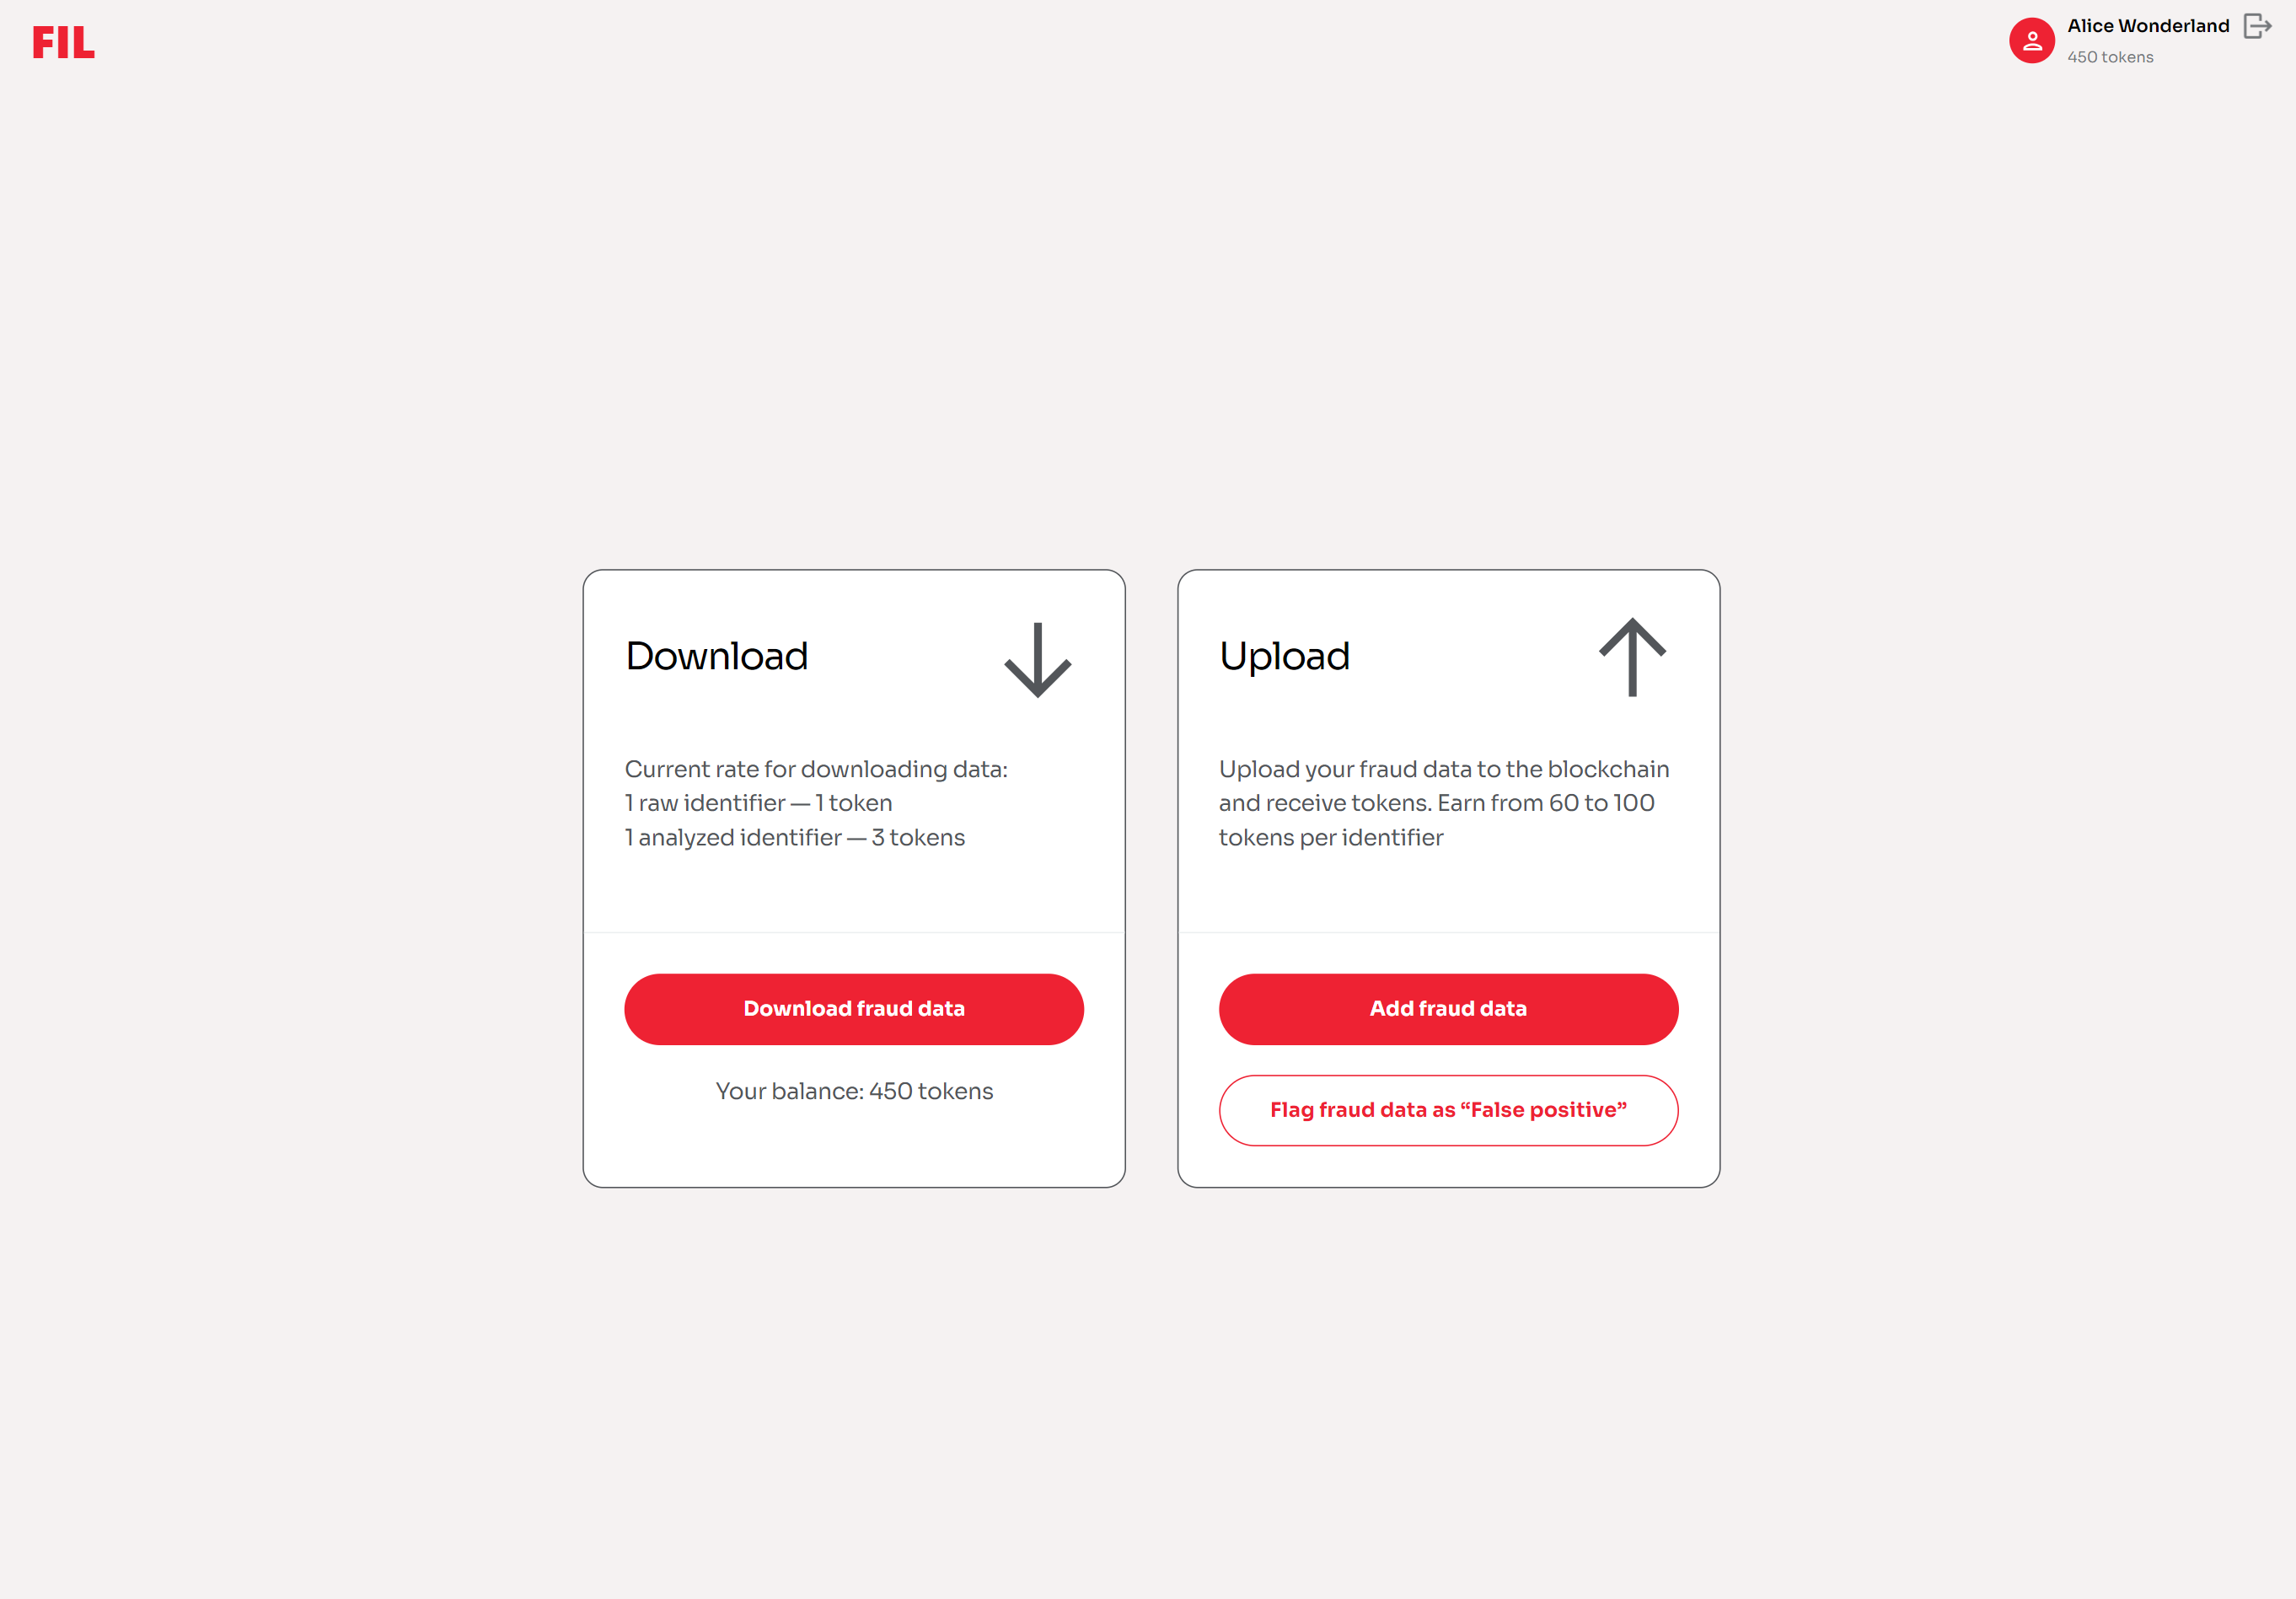 FIL
Alice Wonderland
450 tokens
Download
Current rate for downloading data:
1 raw identifier — 1 token
1 analyzed identifier — 3 tokens
Download fraud data
Your balance: 450 tokens
Upload
Upload your fraud data to the blockchain
and receive tokens. Earn from 60 to 100
tokens per identifier
Add fraud data
Flag fraud data as “False positive”